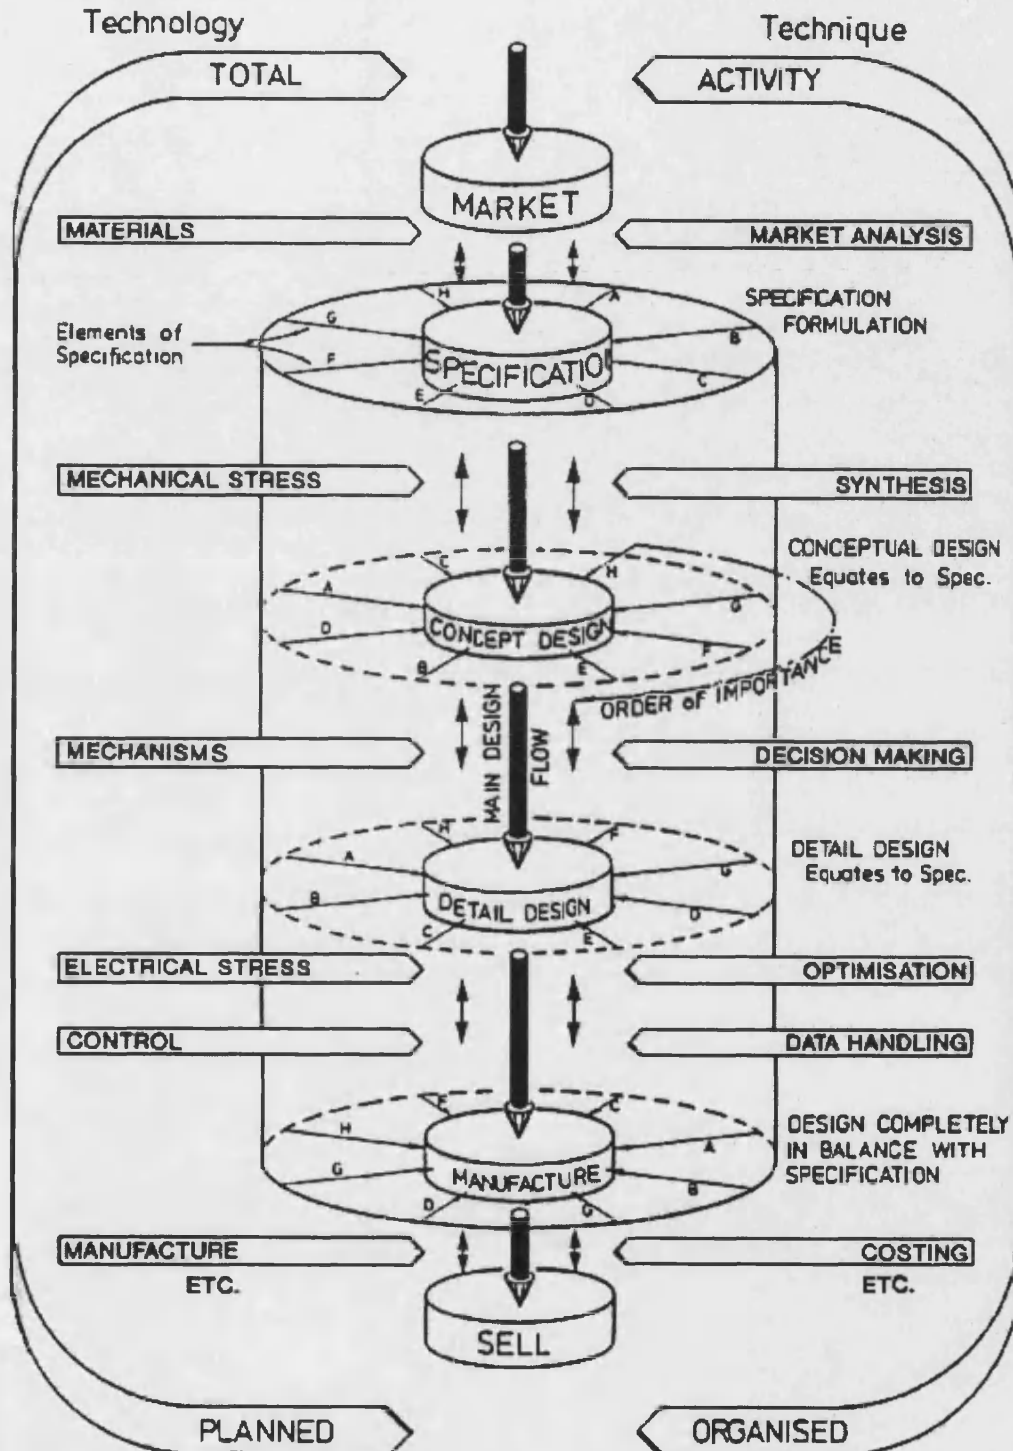 Technology
Technique
TOTAL
ACTIVITY
MARKET
MATERIALS
MARKET ANALYSIS
H
A
SPECIFICATION
FORMULATION
Elements of
Specification
G
B
F
C
SPECIFICATION
E
D
MECHANICAL STRESS
SYNTHESIS
CONCEPTUAL DESIGN
Equates to Spec.
C
H
A
G
D
F
CONCEPT DESIGN
B
E
ORDER of IMPORTANCE
MAIN DESIGN
FLOW
MECHANISMS
DECISION MAKING
H
F
DETAIL DESIGN
Equates to Spec.
A
G
B
D
DETAIL DESIGN
C
E
ELECTRICAL STRESS
OPTIMISATION
CONTROL
DATA HANDLING
C
DESIGN COMPLETELY
IN BALANCE WITH
SPECIFICATION
H
A
G
B
MANUFACTURE
D
G
MANUFACTURE
COSTING
ETC.
ETC.
SELL
PLANNED
ORGANISED